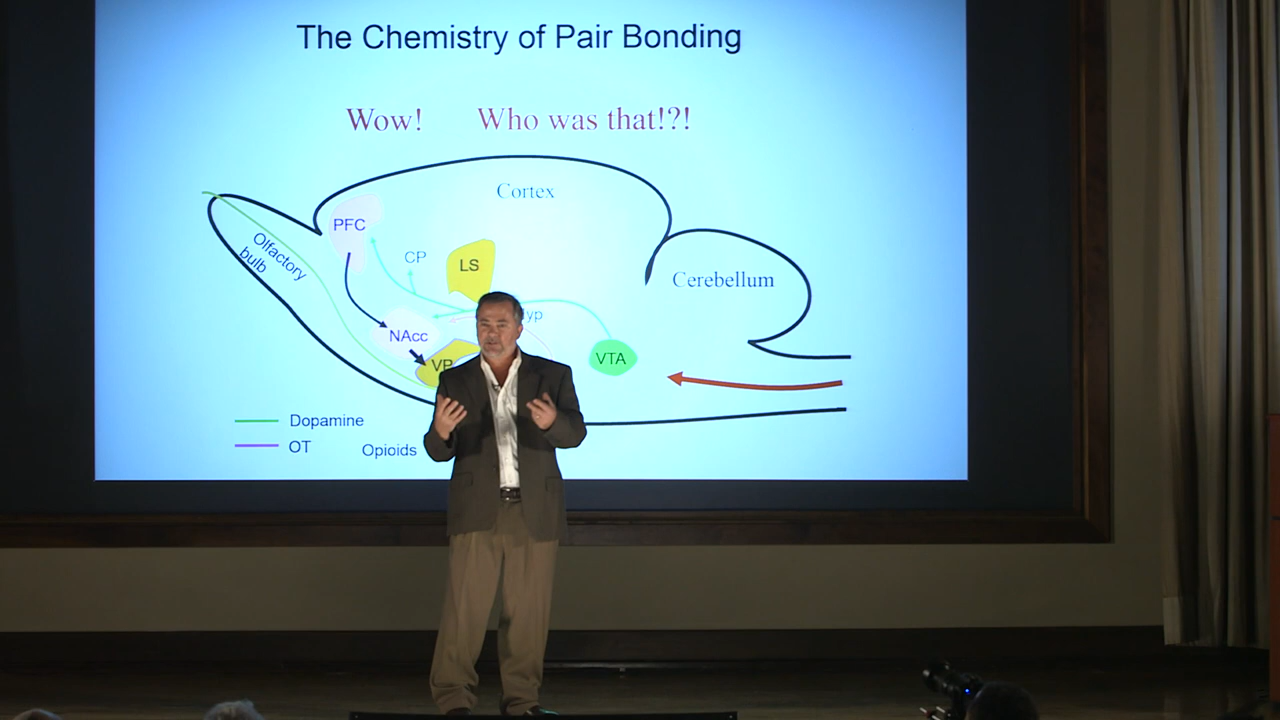 The Chemistry of Pair Bonding
Wow! Who was that!?!
Cortex
PFC
Olfactory
bulb
CP
LS
Cerebellum
NAcc
VP
VTA
Dopamine
OT
Opioids